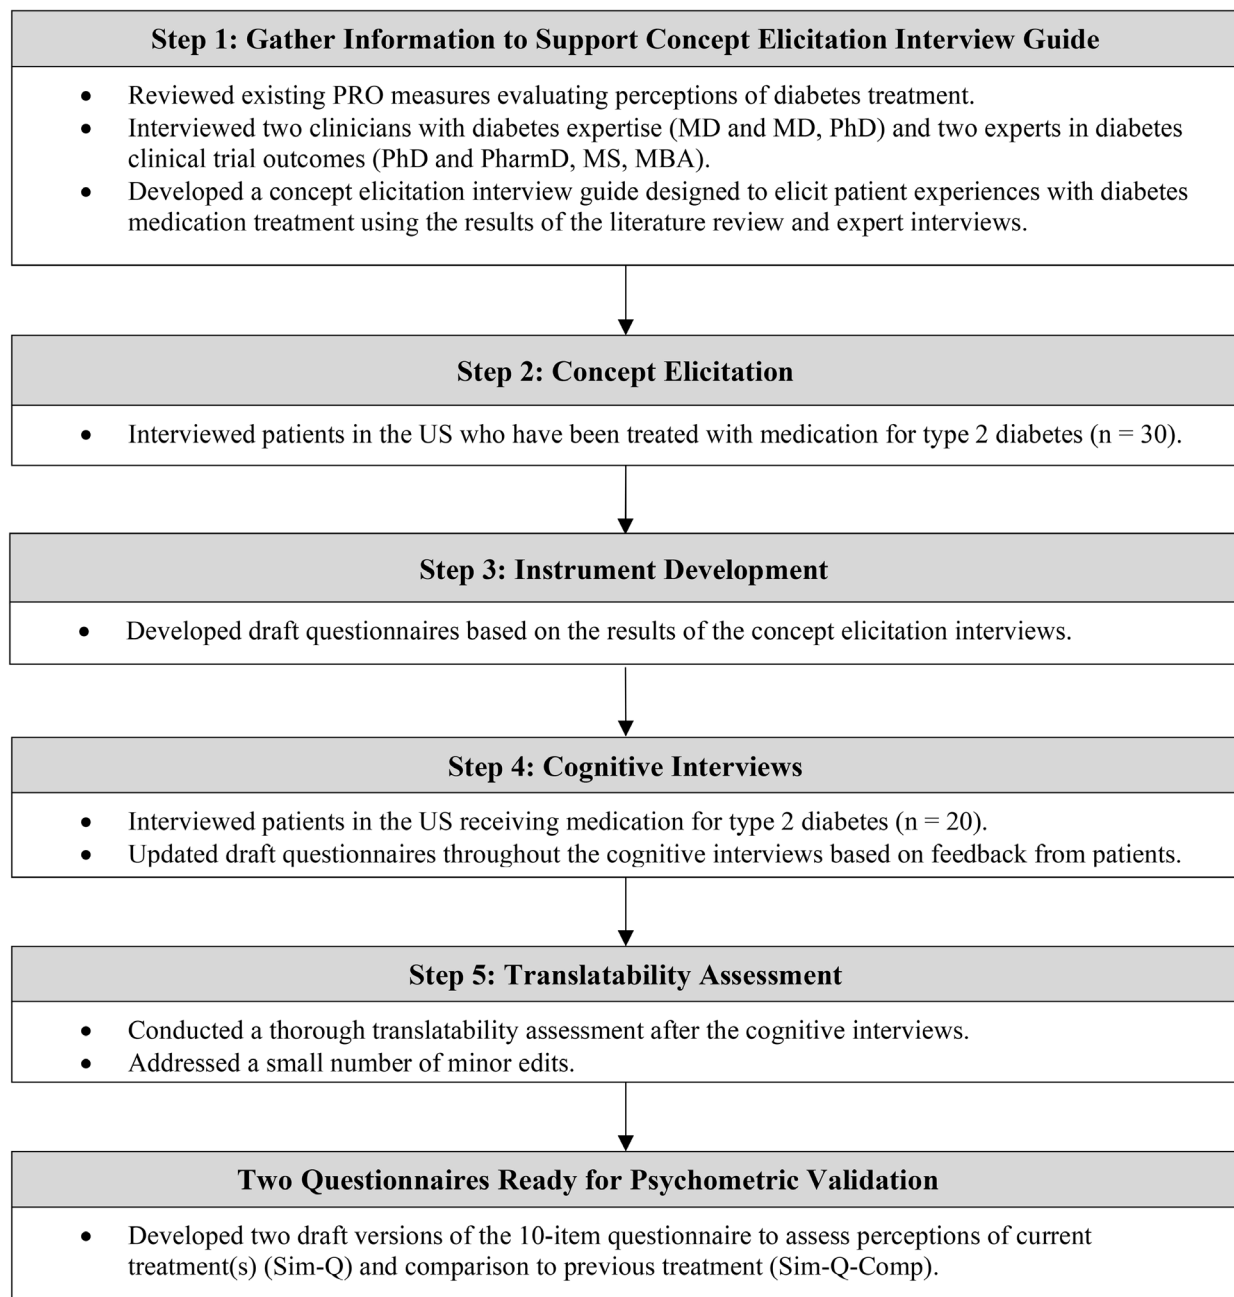 Step 1: Gather Information to Support Concept Elicitation Interview Guide
• Reviewed existing PRO measures evaluating perceptions of diabetes treatment.
• Interviewed two clinicians with diabetes expertise (MD and MD, PhD) and two experts in diabetes
clinical trial outcomes (PhD and PharmD, MS, MBA).
• Developed a concept elicitation interview guide designed to elicit patient experiences with diabetes
medication treatment using the results of the literature review and expert interviews.
Step 2: Concept Elicitation
• Interviewed patients in the US who have been treated with medication for type 2 diabetes (n = 30).
Step 3: Instrument Development
• Developed draft questionnaires based on the results of the concept elicitation interviews.
Step 4: Cognitive Interviews
• Interviewed patients in the US receiving medication for type 2 diabetes (n = 20).
• Updated draft questionnaires throughout the cognitive interviews based on feedback from patients.
Step 5: Translatability Assessment
• Conducted a thorough translatability assessment after the cognitive interviews.
• Addressed a small number of minor edits.
Two Questionnaires Ready for Psychometric Validation
• Developed two draft versions of the 10-item questionnaire to assess perceptions of current
treatment(s) (Sim-Q) and comparison to previous treatment (Sim-Q-Comp).